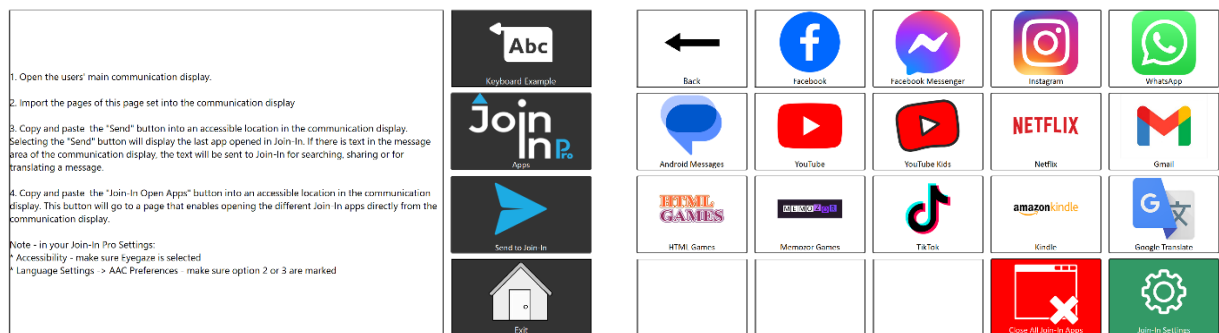 1. Open the users' main communication display.
2. Import the pages of this page set into the communication display
3. Copy and paste the "Send" button into an accessible location in the communication display.
Selecting the "Send" button will display the last app opened in Join-In. If there is text in the message
area of the communication display, the text will be sent to Join-In for searching, sharing or for
translating a message.
4. Copy and paste the "Join-In Open Apps" button into an accessible location in the communication
display. This button will go to a page that enables opening the different Join-In apps directly from the
communication display.
Note - in your Join-In Pro Settings:
* Accessibility - make sure Eyegaze is selected
* Language Settings -> AAC Preferences - make sure option 2 or 3 are marked
Abc
Keyboard Example
Join
In Pro
Apps
Send to Join-In
Exit
Back
Facebook
Facebook Messenger
Instagram
WhatsApp
Android Messages
YouTube
YouTube Kids
NETFLIX
Netflix
Gmail
HTML
GAMES
HTML Games
MEMOZOR
Memozor Games
TikTok
amazonkindle
Kindle
G
文
Google Translate
Close All Join-In Apps
Join-In Settings